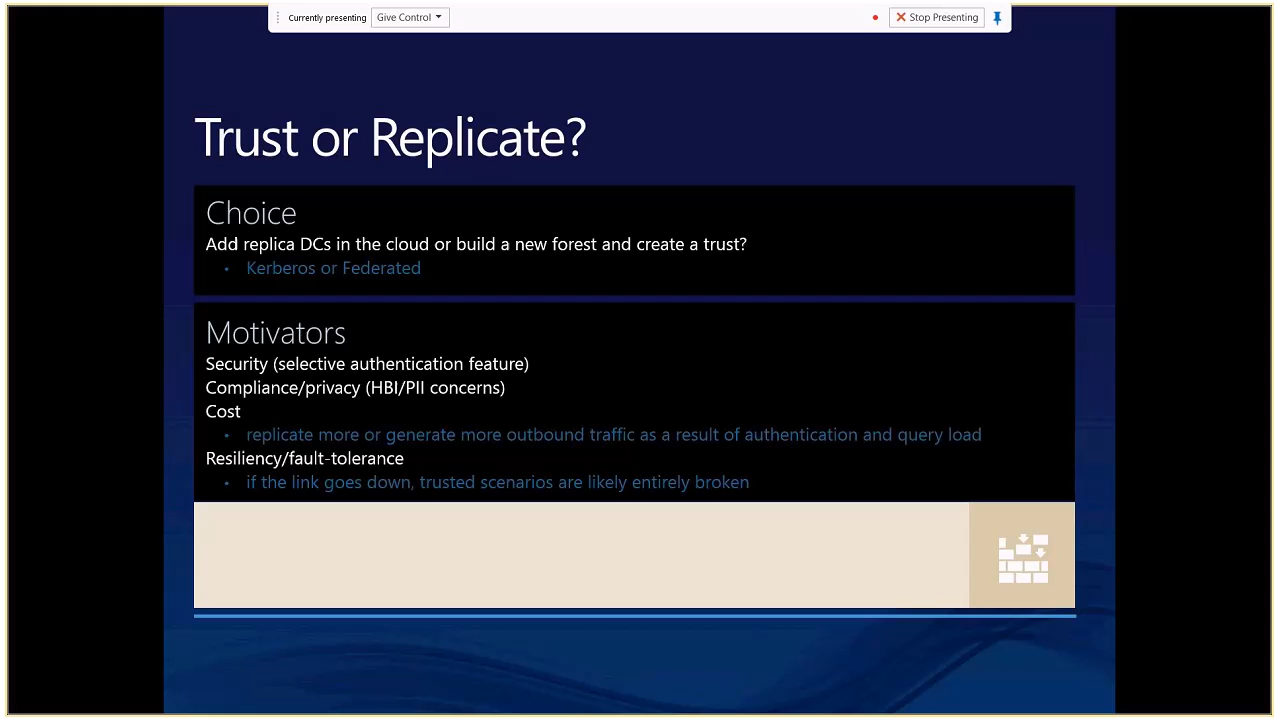 Currently presenting
Give Control
Stop Presenting
Trust or Replicate?
Choice
Add replica DCs in the cloud or build a new forest and create a trust?
• Kerberos or Federated
Motivators
Security (selective authentication feature)
Compliance/privacy (HBI/PII concerns)
Cost
• replicate more or generate more outbound traffic as a result of authentication and query load
Resiliency/fault-tolerance
• if the link goes down, trusted scenarios are likely entirely broken